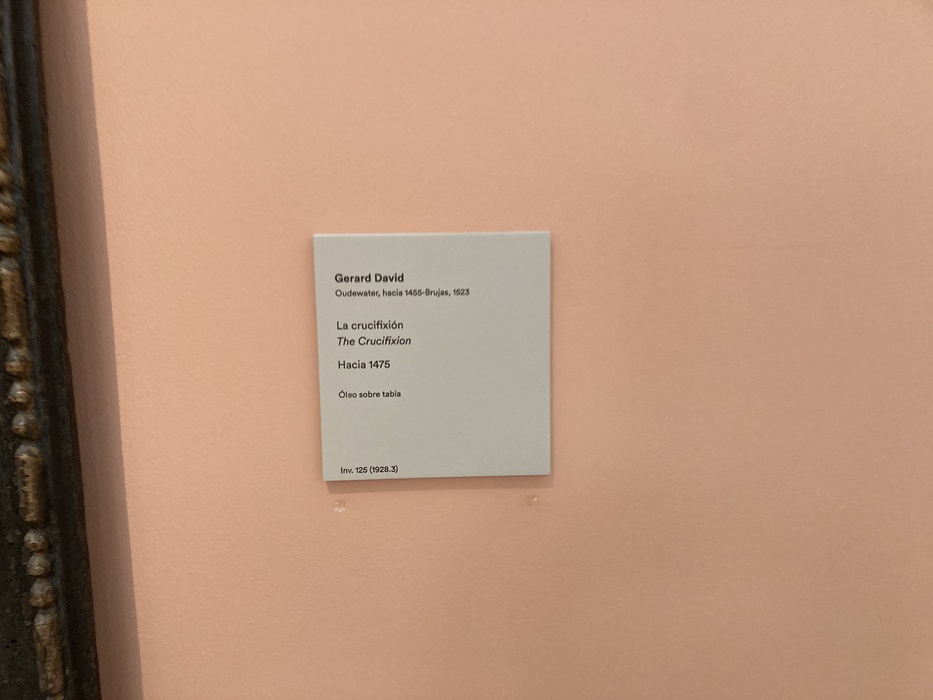 Gerard David
Oudewater, hacia 1455-Brujas, 1523
La crucifixión
The Crucifixion
Hacia 1475
Óleo sobre tabla
Inv. 125 (1928.3)